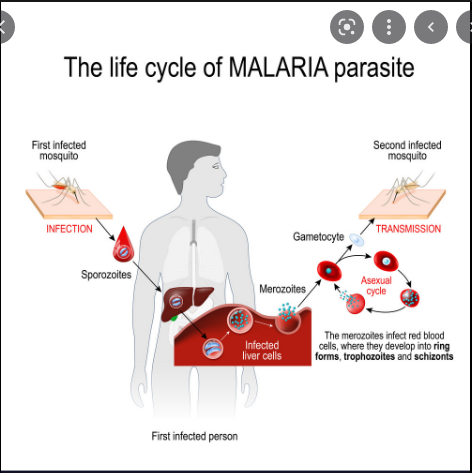 The life cycle of MALARIA parasite
First infected
mosquito
Second infected
mosquito
INFECTION
TRANSMISSION
Gametocyte
Sporozoites
Merozoites
Asexual
cycle
Infected
liver cells
The merozoites infect red blood
cells, where they develop into ring
forms, trophozoites and schizonts
First infected person